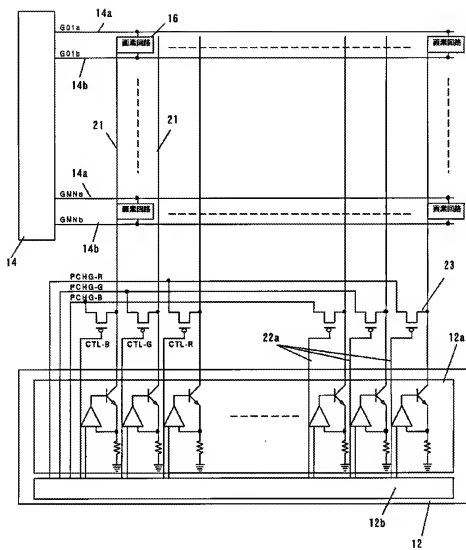 14a
16
G01a
画素回路
画素回路
G01b
14b
21
21
14a
GMNa
画素回路
画素回路
GMNb
14b
14
PCHG-R
23
PCHG-G
PCHG-B
CTL-B
CTL-G
CTL-R
22a
12a
12b
12